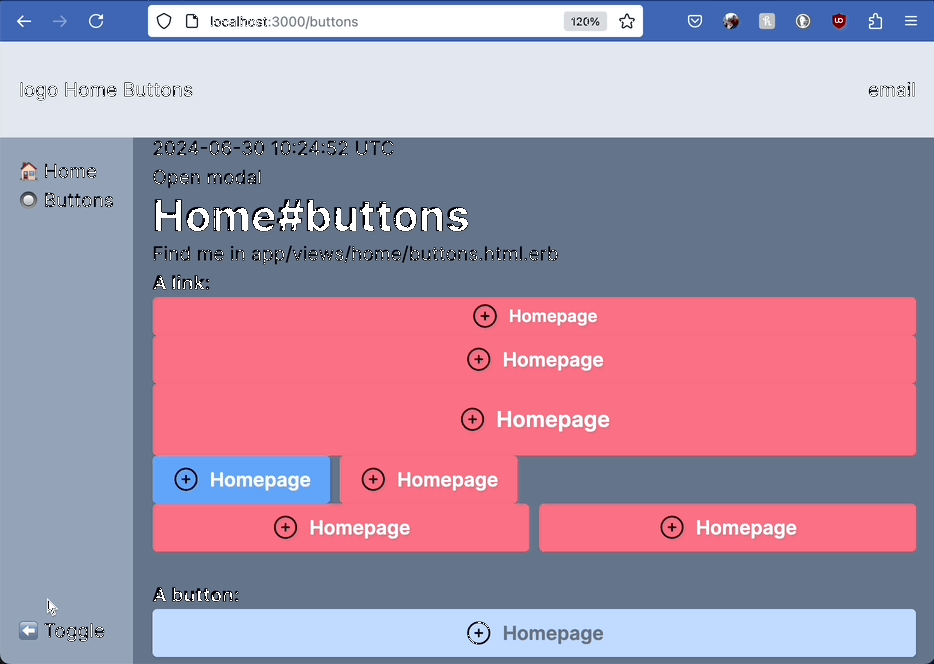 localhost:3000/buttons
120%
logo Home Buttons
email
🏠 Home
Buttons
Toggle
2024-08-30 10:24:52 UTC
Open modal
Home#buttons
Find me in app/views/home/buttons.html.erb
A link:
Homepage
Homepage
Homepage
Homepage Homepage
Homepage Homepage
A button:
Homepage